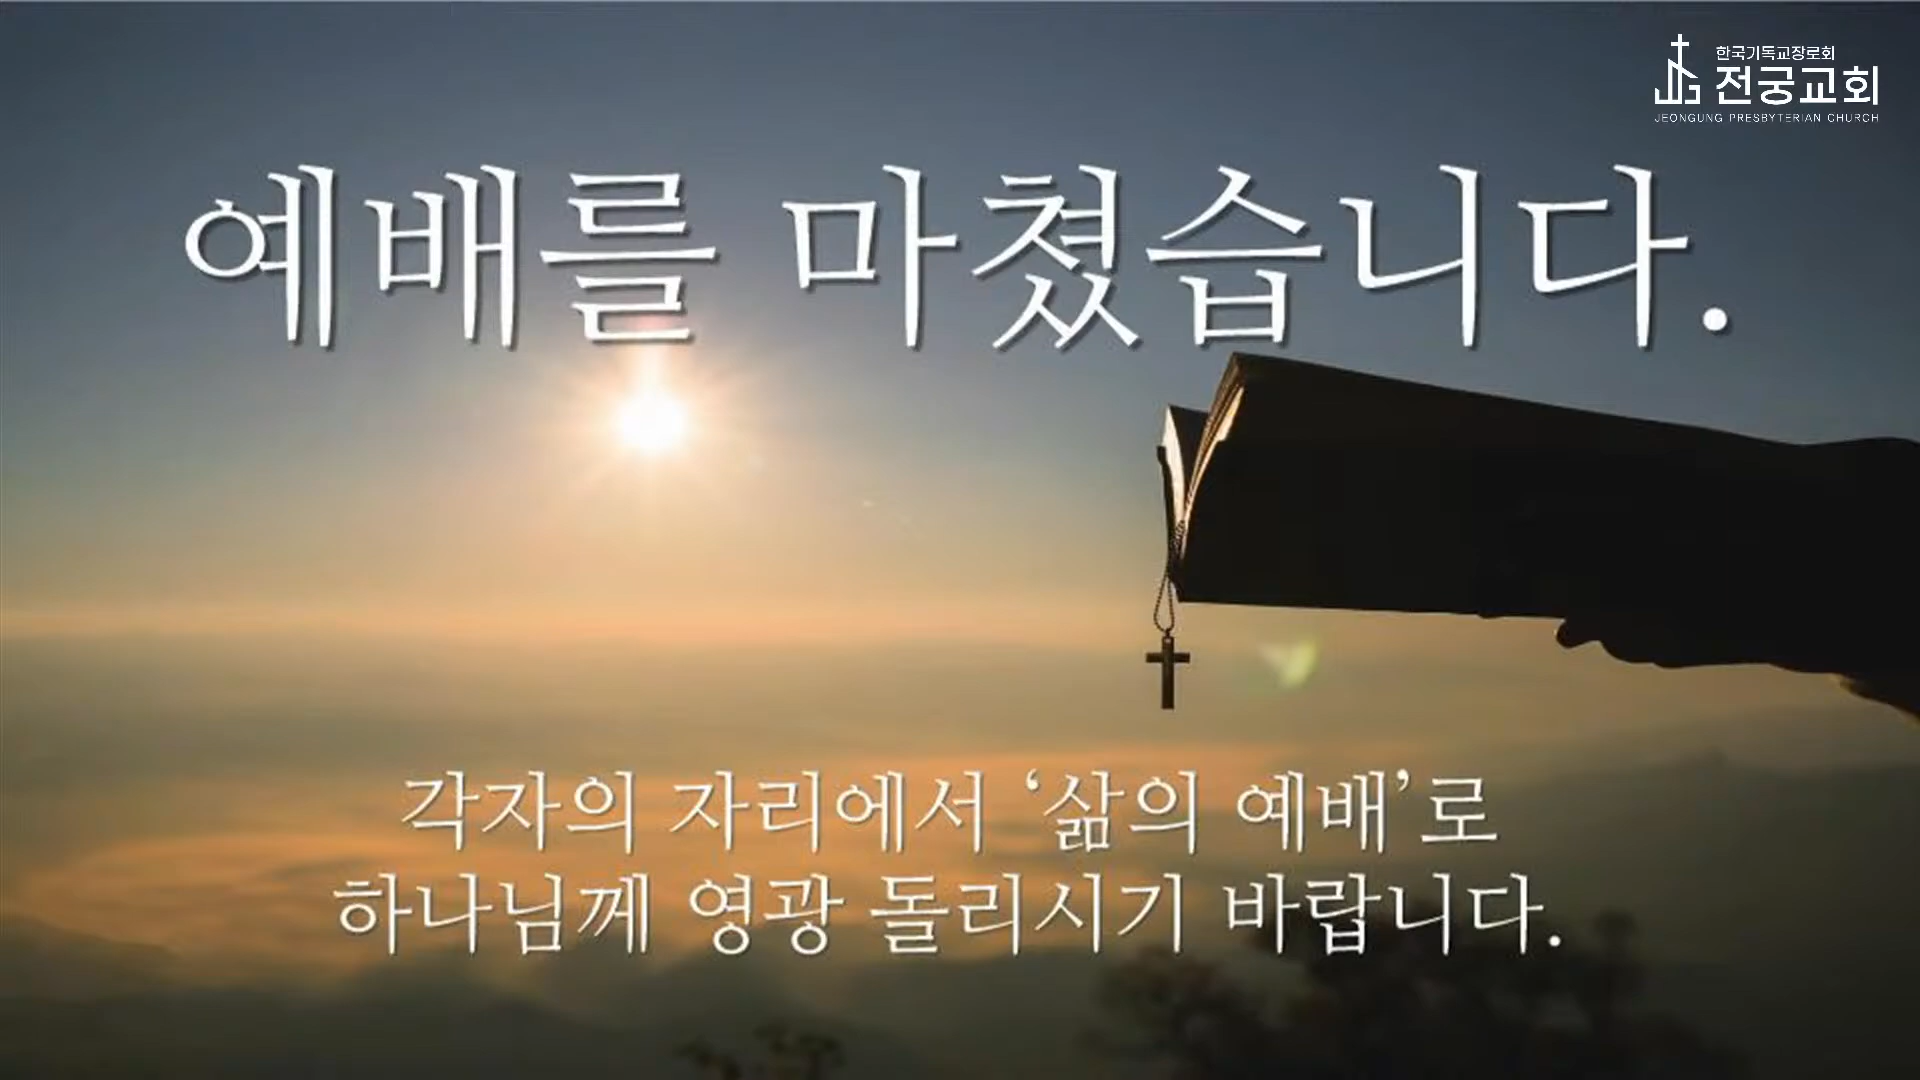 한국기독교장로회
전궁교회
JEONGUNG PRESBYTERIAN CHURCH
예배를 마쳤습니다.
각자의 자리에서 ‘삶의 예배’로
하나님께 영광 돌리시기 바랍니다.